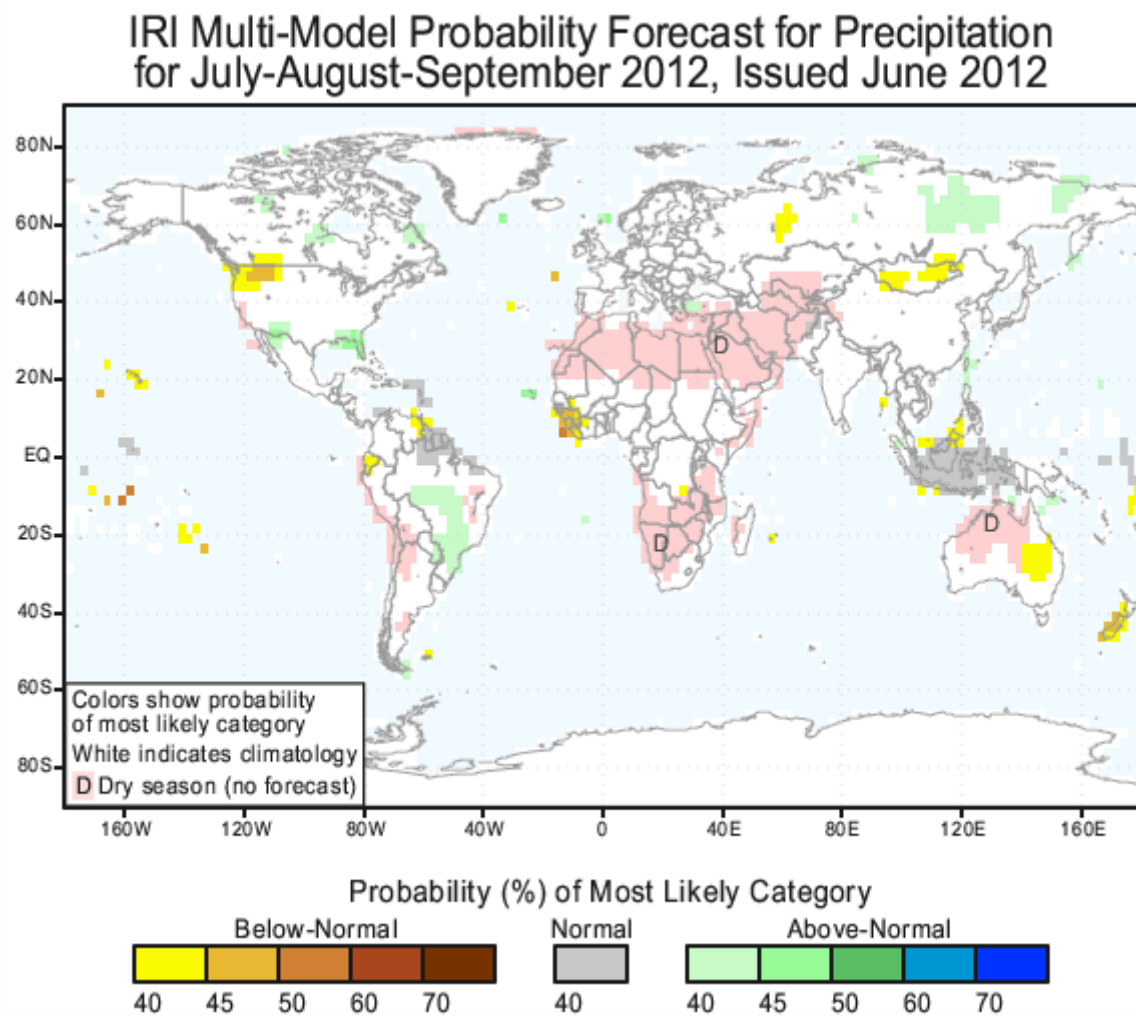 IRI Multi-Model Probability Forecast for Precipitation
for July-August-September 2012, Issued June 2012
80N
60N
40N
20N
EQ
20S
40S
60S
80S
D
D
D
Colors show probability
of most likely category
White indicates climatology
D Dry season (no forecast)
160W 120W 80W 40W 0 40E 80E 120E 160E
Probability (%) of Most Likely Category
Below-Normal Normal Above-Normal
40 45 50 60 70 40 40 45 50 60 70